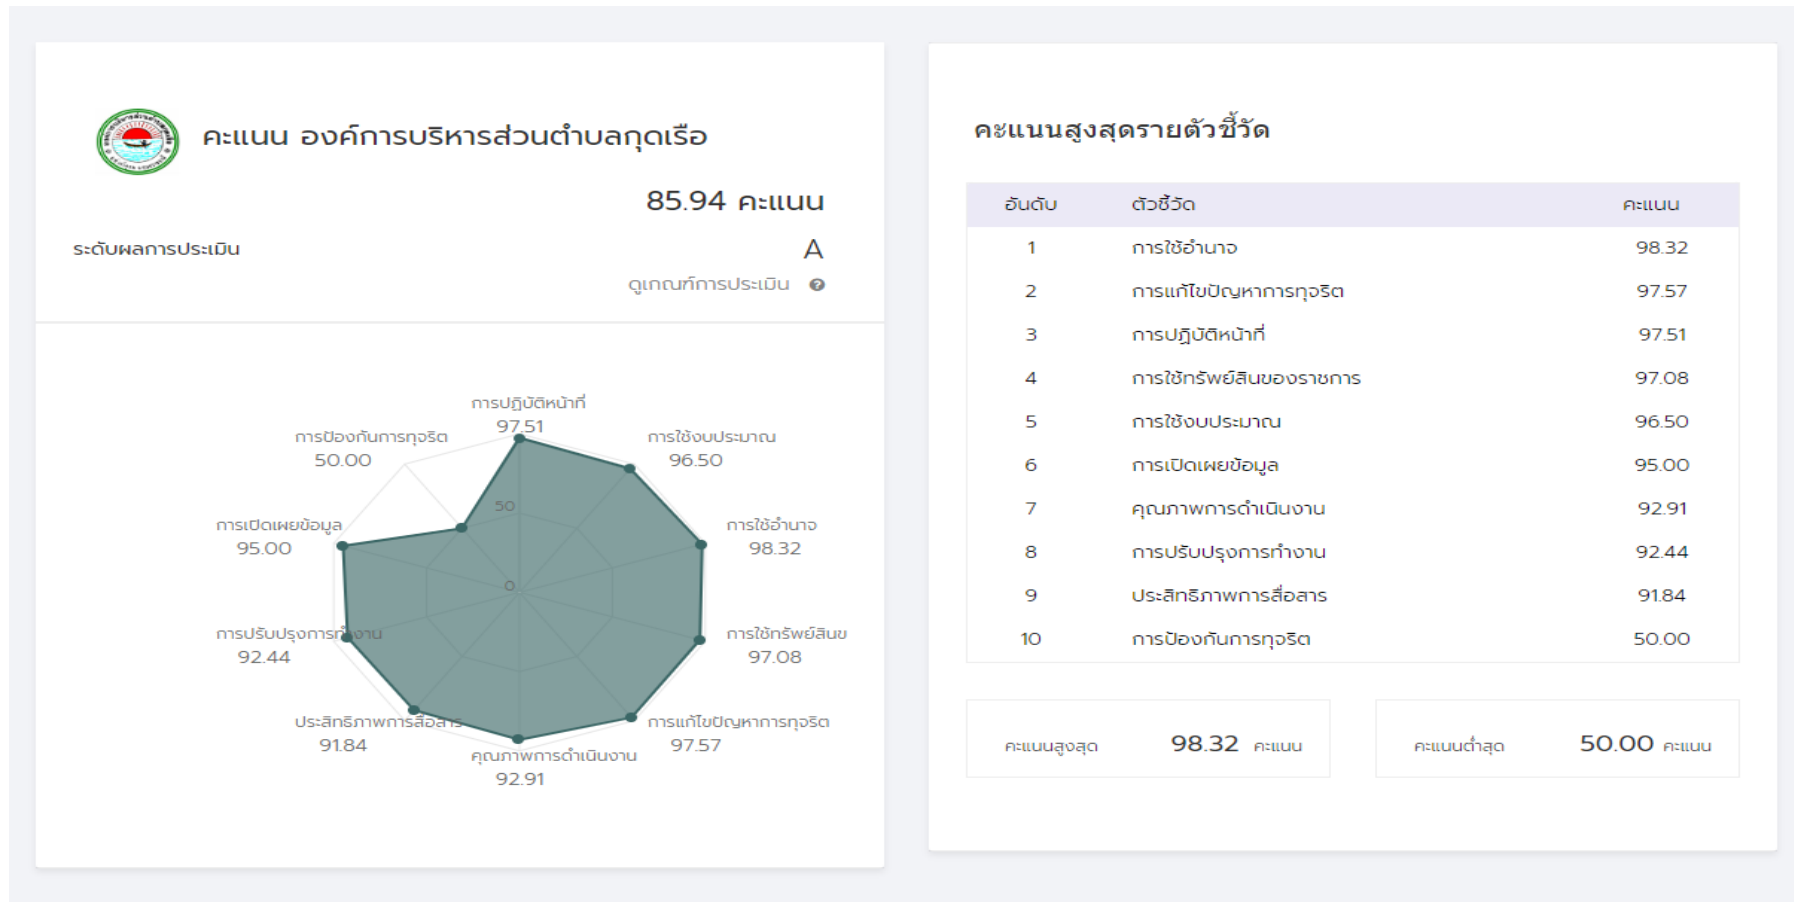 คะแนน องค์การบริหารส่วนตำบลกุดเรือ
85.94 คะแนน
ระดับผลการประเมิน
A
ดูเกณฑ์การประเมิน ?
การปฏิบัติหน้าที่
97.51
การป้องกันการทุจริต
50.00
การใช้งบประมาณ
96.50
50
การเปิดเผยข้อมูล
95.00
การใช้อำนาจ
98.32
0
การปรับปรุงการทำงาน
92.44
การใช้ทรัพย์สินข
97.08
ประสิทธิภาพการสื่อสาร
91.84
การแก้ไขปัญหาการทุจริต
97.57
คุณภาพการดำเนินงาน
92.91
คะแนนสูงสุดรายตัวชี้วัด
อันดับ ตัวชี้วัด คะแนน
1 การใช้อำนาจ 98.32
2 การแก้ไขปัญหาการทุจริต 97.57
3 การปฏิบัติหน้าที่ 97.51
4 การใช้ทรัพย์สินของราชการ 97.08
5 การใช้งบประมาณ 96.50
6 การเปิดเผยข้อมูล 95.00
7 คุณภาพการดำเนินงาน 92.91
8 การปรับปรุงการทำงาน 92.44
9 ประสิทธิภาพการสื่อสาร 91.84
10 การป้องกันการทุจริต 50.00
คะแนนสูงสุด 98.32 คะแนน
คะแนนต่ำสุด 50.00 คะแนน